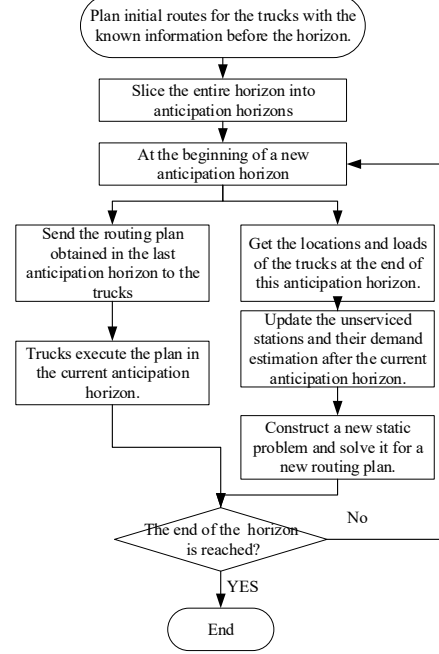 Plan initial routes for the trucks with the
known information before the horizon.
Slice the entire horizon into
anticipation horizons
At the beginning of a new
anticipation horizon
Send the routing plan
obtained in the last
anticipation horizon to the
trucks
Get the locations and loads
of the trucks at the end of
this anticipation horizon.
Trucks execute the plan in
the current anticipation
horizon.
Update the unserviced
stations and their demand
estimation after the current
anticipation horizon.
Construct a new static
problem and solve it for a
new routing plan.
The end of the horizon
is reached?
No
YES
End